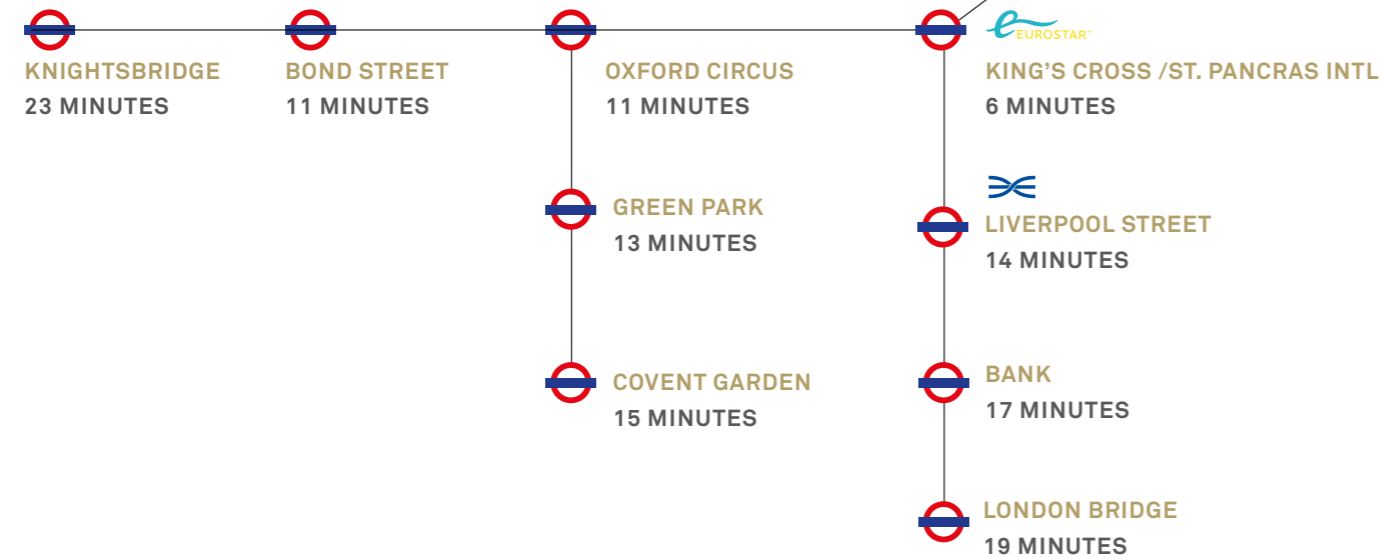 EUROSTAR™
KNIGHTSBRIDGE
23 MINUTES
BOND STREET
11 MINUTES
OXFORD CIRCUS
11 MINUTES
KING'S CROSS /ST. PANCRAS INTL
6 MINUTES
GREEN PARK
13 MINUTES
LIVERPOOL STREET
14 MINUTES
COVENT GARDEN
15 MINUTES
BANK
17 MINUTES
LONDON BRIDGE
19 MINUTES